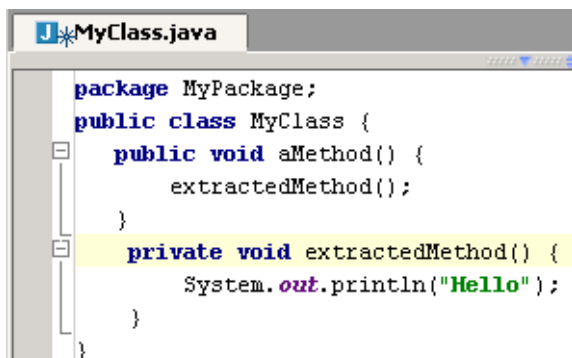 MyClass.java
package MyPackage;
public class MyClass {
public void aMethod() {
extractedMethod();
}
private void extractedMethod() {
System.out.println("Hello");
}
}